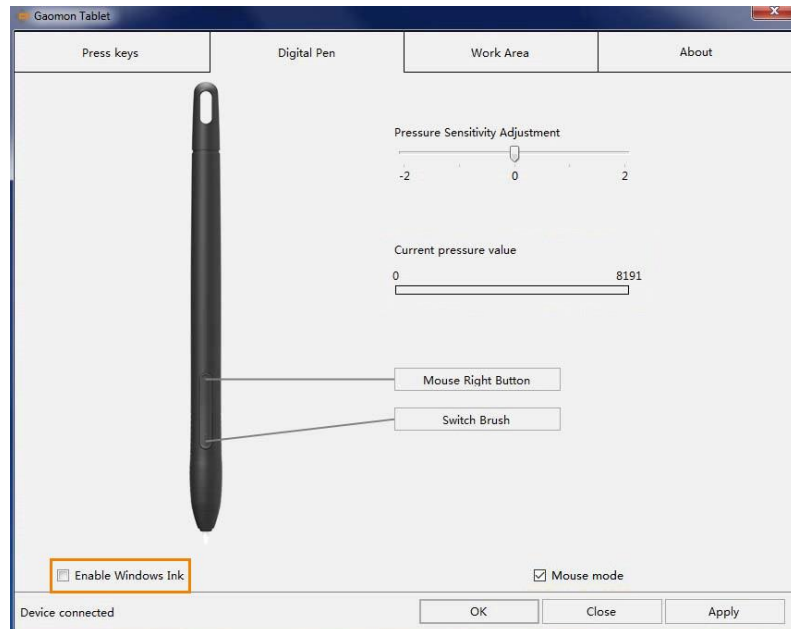 Gaomon Tablet
Press keys
Digital Pen
Work Area
About
Pressure Sensitivity Adjustment
-2 0 2
Current pressure value
0 8191
Mouse Right Button
Switch Brush
Enable Windows Ink
Mouse mode
Device connected
OK
Close
Apply